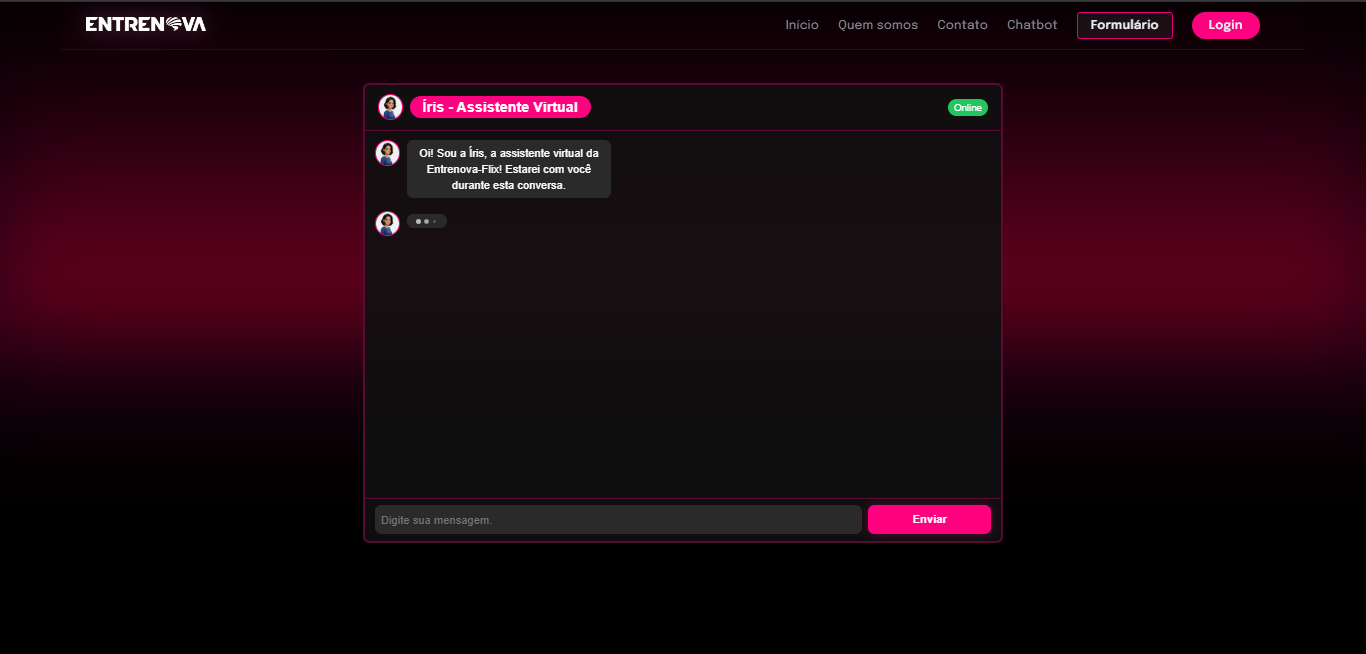 ENTRENOVA
Início Quem somos Contato Chatbot Formulário Login
Íris - Assistente Virtual
Online
Oi! Sou a Íris, a assistente virtual da
Entrenova-Flix! Estarei com você
durante esta conversa.
Digite sua mensagem.
Enviar